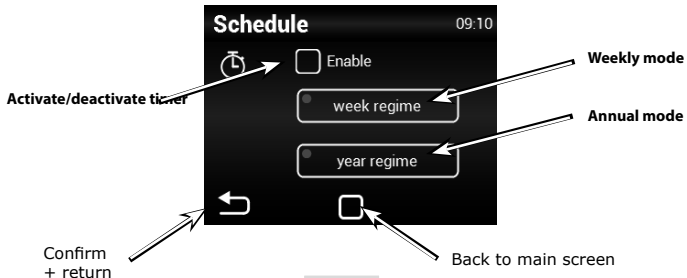 Schedule 09:10
Enable
Weekly mode
Activate/deactivate timer
week regime
Annual mode
year regime
Confirm
+ return
Back to main screen